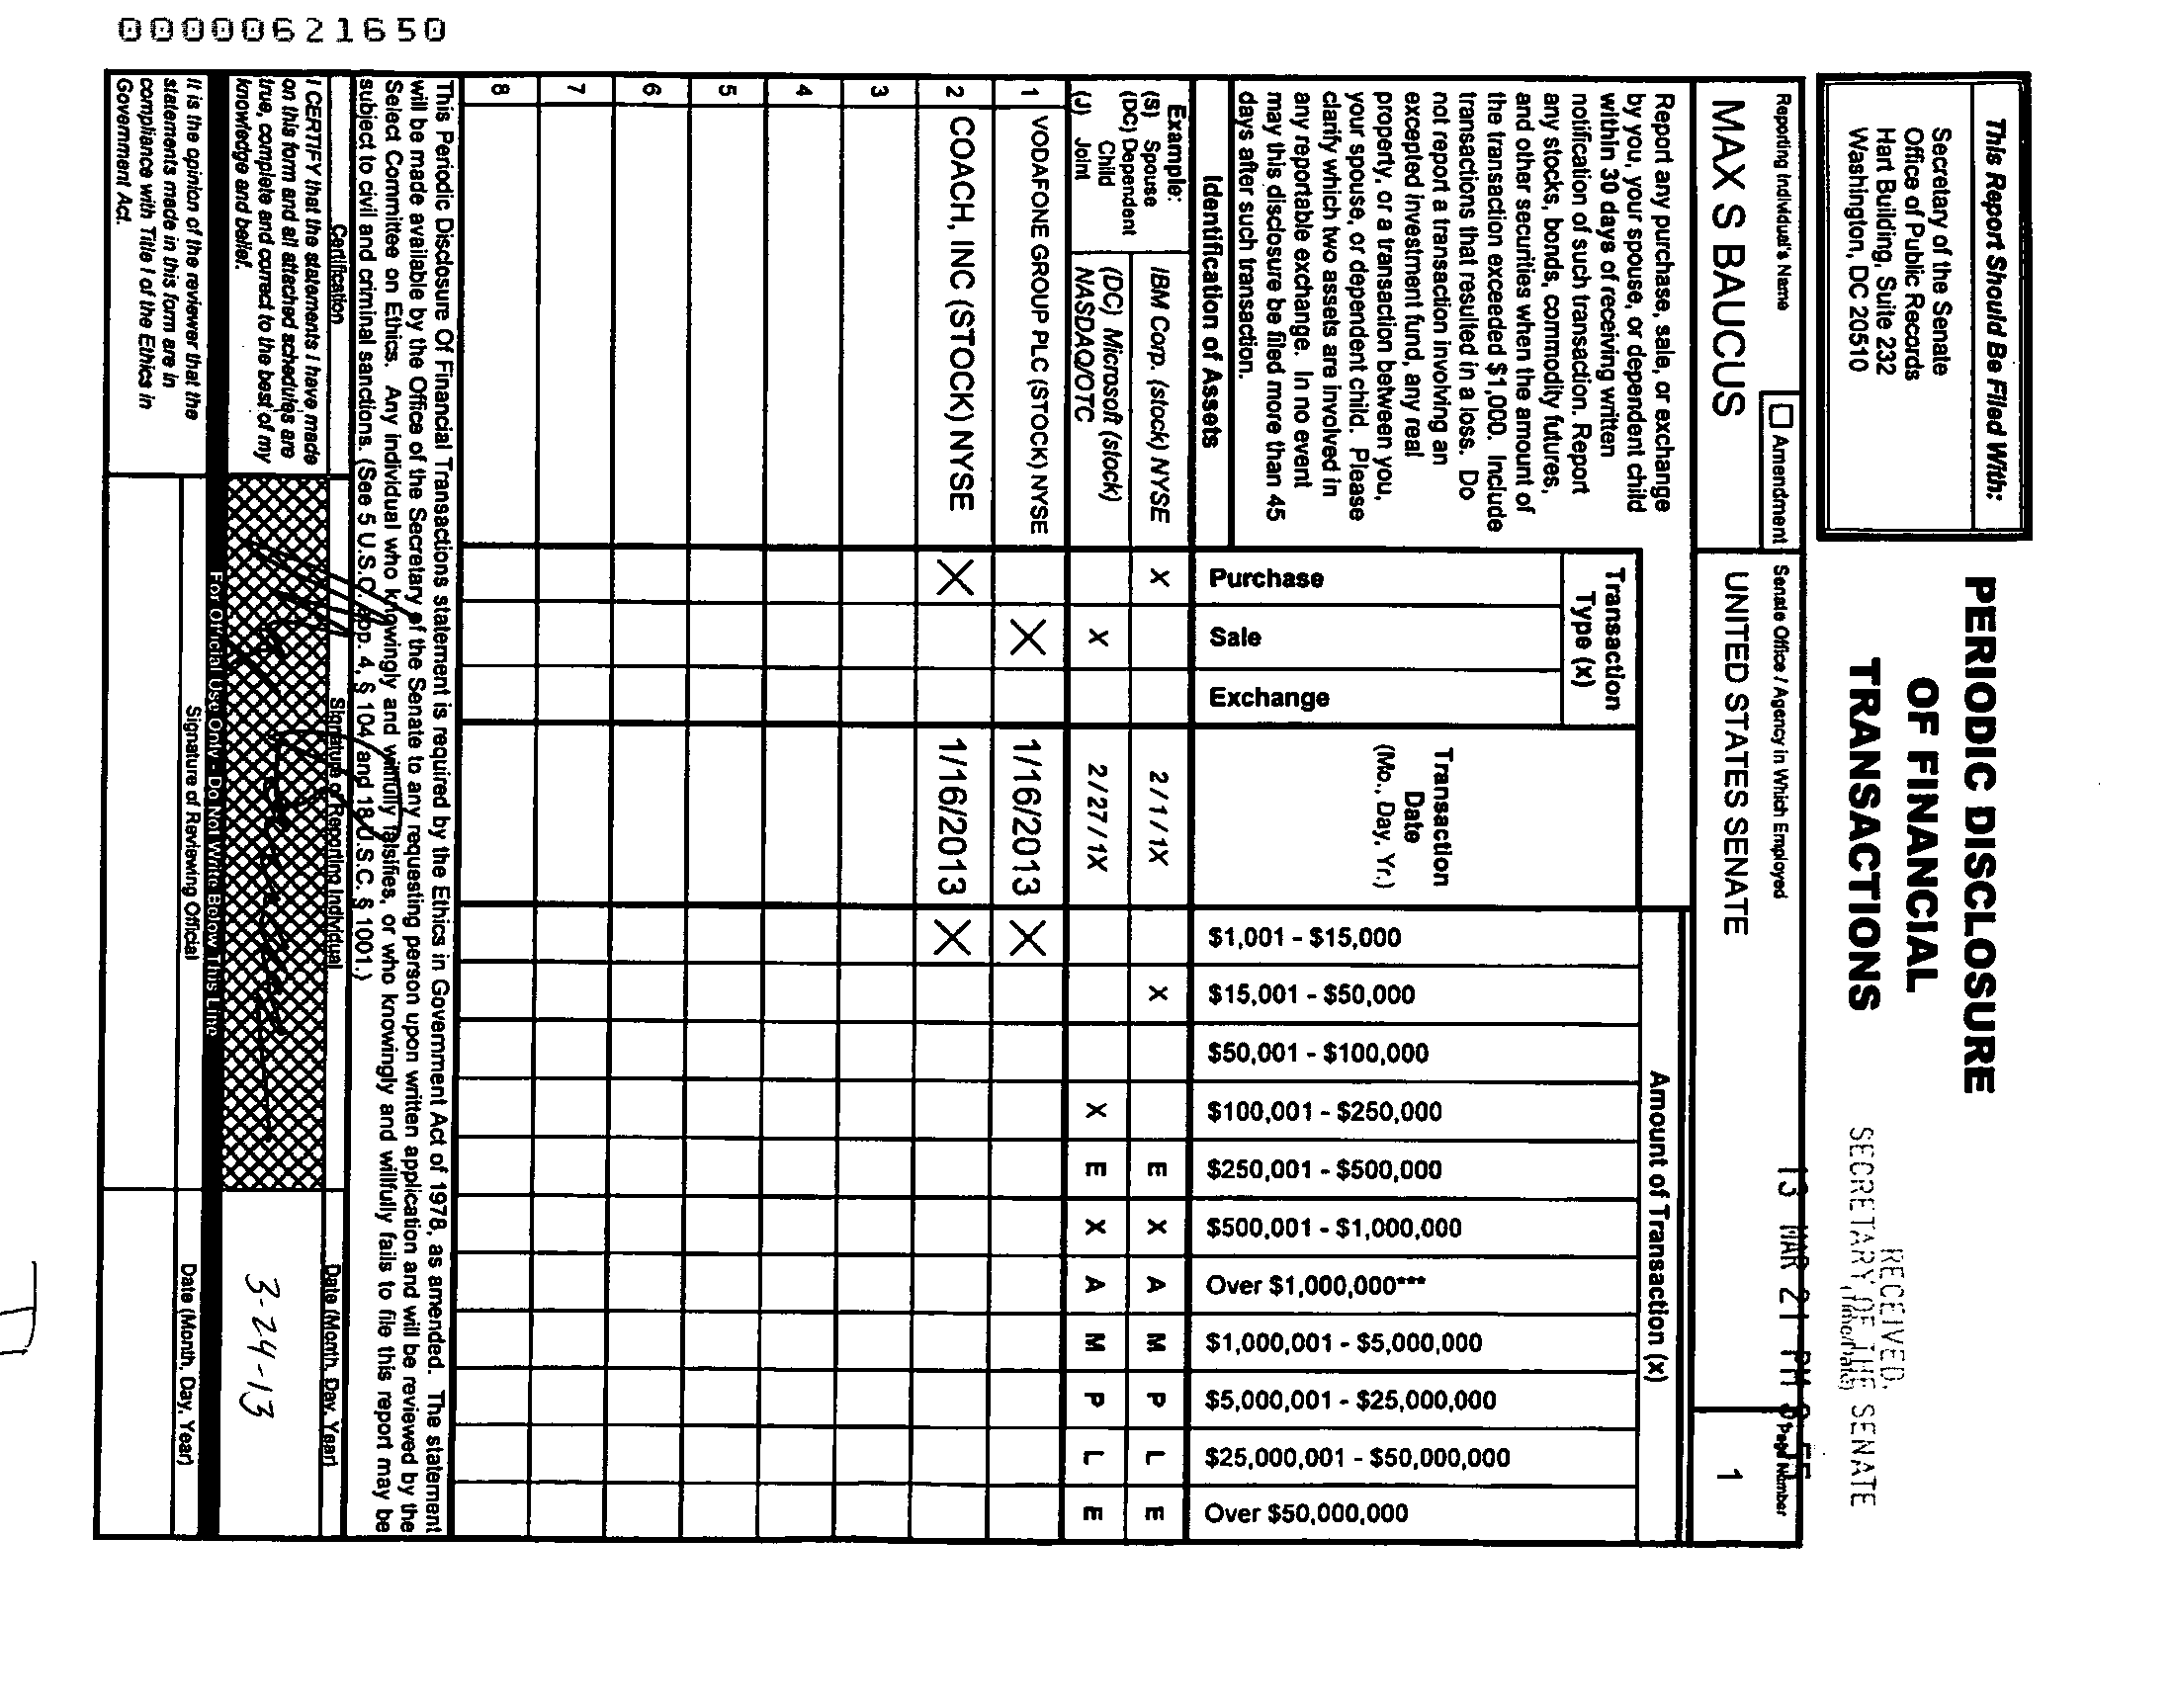 00000621650
This Report Should Be Filed With:
Secretary of the Senate
Office of Public Records
Hart Building, Suite 232
Washington, DC 20510
PERIODIC DISCLOSURE
OF FINANCIAL
TRANSACTIONS
RECEIVED
SECRETARY OF THE SENATE
(Time/Date)
13 MAR 21 PM
Reporting Individual's Name
Amendment
Senate Office / Agency in Which Employed
Page Number
MAX S BAUCUS
UNITED STATES SENATE
1
Report any purchase, sale, or exchange
by you, your spouse, or dependent child
within 30 days of receiving written
notification of such transaction. Report
any stocks, bonds, commodity futures,
and other securities when the amount of
the transaction exceeded $1,000. Include
transactions that resulted in a loss. Do
not report a transaction involving an
excepted investment fund, any real
property, or a transaction between you,
your spouse, or dependent child. Please
clarify which two assets are involved in
any reportable exchange. In no event
may this disclosure be filed more than 45
days after such transaction.
Identification of Assets
Transaction
Type (x)
Purchase
Sale
Exchange
Transaction
Date
(Mo., Day, Yr.)
Amount of Transaction (x)
$1,001 - $15,000
$15,001 - $50,000
$50,001 - $100,000
$100,001 - $250,000
$250,001 - $500,000
$500,001 - $1,000,000
Over $1,000,000***
$1,000,001 - $5,000,000
$5,000,001 - $25,000,000
$25,000,001 - $50,000,000
Over $50,000,000
Example:
(S) Spouse
(DC) Dependent
Child
(J) Joint
IBM Corp. (stock) NYSE X 2/1/1X X E X A M P L E
(DC) Microsoft (stock)
NASDAQ/OTC X 2/27/1X X E X A M P L E
1 VODAFONE GROUP PLC (STOCK) NYSE X 1/16/2013 X
2 COACH, INC (STOCK) NYSE X 1/16/2013 X
3
4
5
6
7
8
This Periodic Disclosure Of Financial Transactions statement is required by the Ethics in Government Act of 1978, as amended. The statement
will be made available by the Office of the Secretary of the Senate to any requesting person upon written application and will be reviewed by the
Select Committee on Ethics. Any individual who knowingly and willfully falsifies, or who knowingly and willfully fails to file this report may be
subject to civil and criminal sanctions. (See 5 U.S.C. app. 4, § 104, and 18 U.S.C. § 1001.)
Certification
Signature of Reporting Individual
Date (Month, Day, Year)
I CERTIFY that the statements I have made
on this form and all attached schedules are
true, complete and correct to the best of my
knowledge and belief.
3-24-13
For Official Use Only - Do Not Write Below This Line
It is the opinion of the reviewer that the
statements made in this form are in
compliance with Title I of the Ethics in
Government Act.
Signature of Reviewing Official
Date (Month, Day, Year)